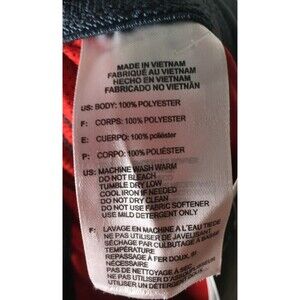 MADE IN VIETNAM
FABRIQUÉ AU VIETNAM
HECHO EN VIETNAM
FABRICADO NO VIETNÃ
US: BODY: 100% POLYESTER
F: CORPS: 100% POLYESTER
E: CUERPO: 100% poliéster
P: CORPO: 100% POLIÉSTER
US: MACHINE WASH WARM
DO NOT BLEACH
TUMBLE DRY LOW
COOL IRON IF NEEDED
DO NOT DRY CLEAN
DO NOT USE FABRIC SOFTENER
USE MILD DETERGENT ONLY
F: LAVAGE EN MACHINE À L'EAU TIÈDE
NE PAS UTILISER DE JAVELISANT
SÉCHAGE PAR CULBUTAGE À BASSE
TEMPÉRATURE
REPASSAGE À FER DOUX, SI
NÉCESSAIRE
PAS DE NETTOYAGE À SEC
NE PAS UTILISER D'ASSOUPLISSEUR
UTILISER UN DÉTERGENT DOUX